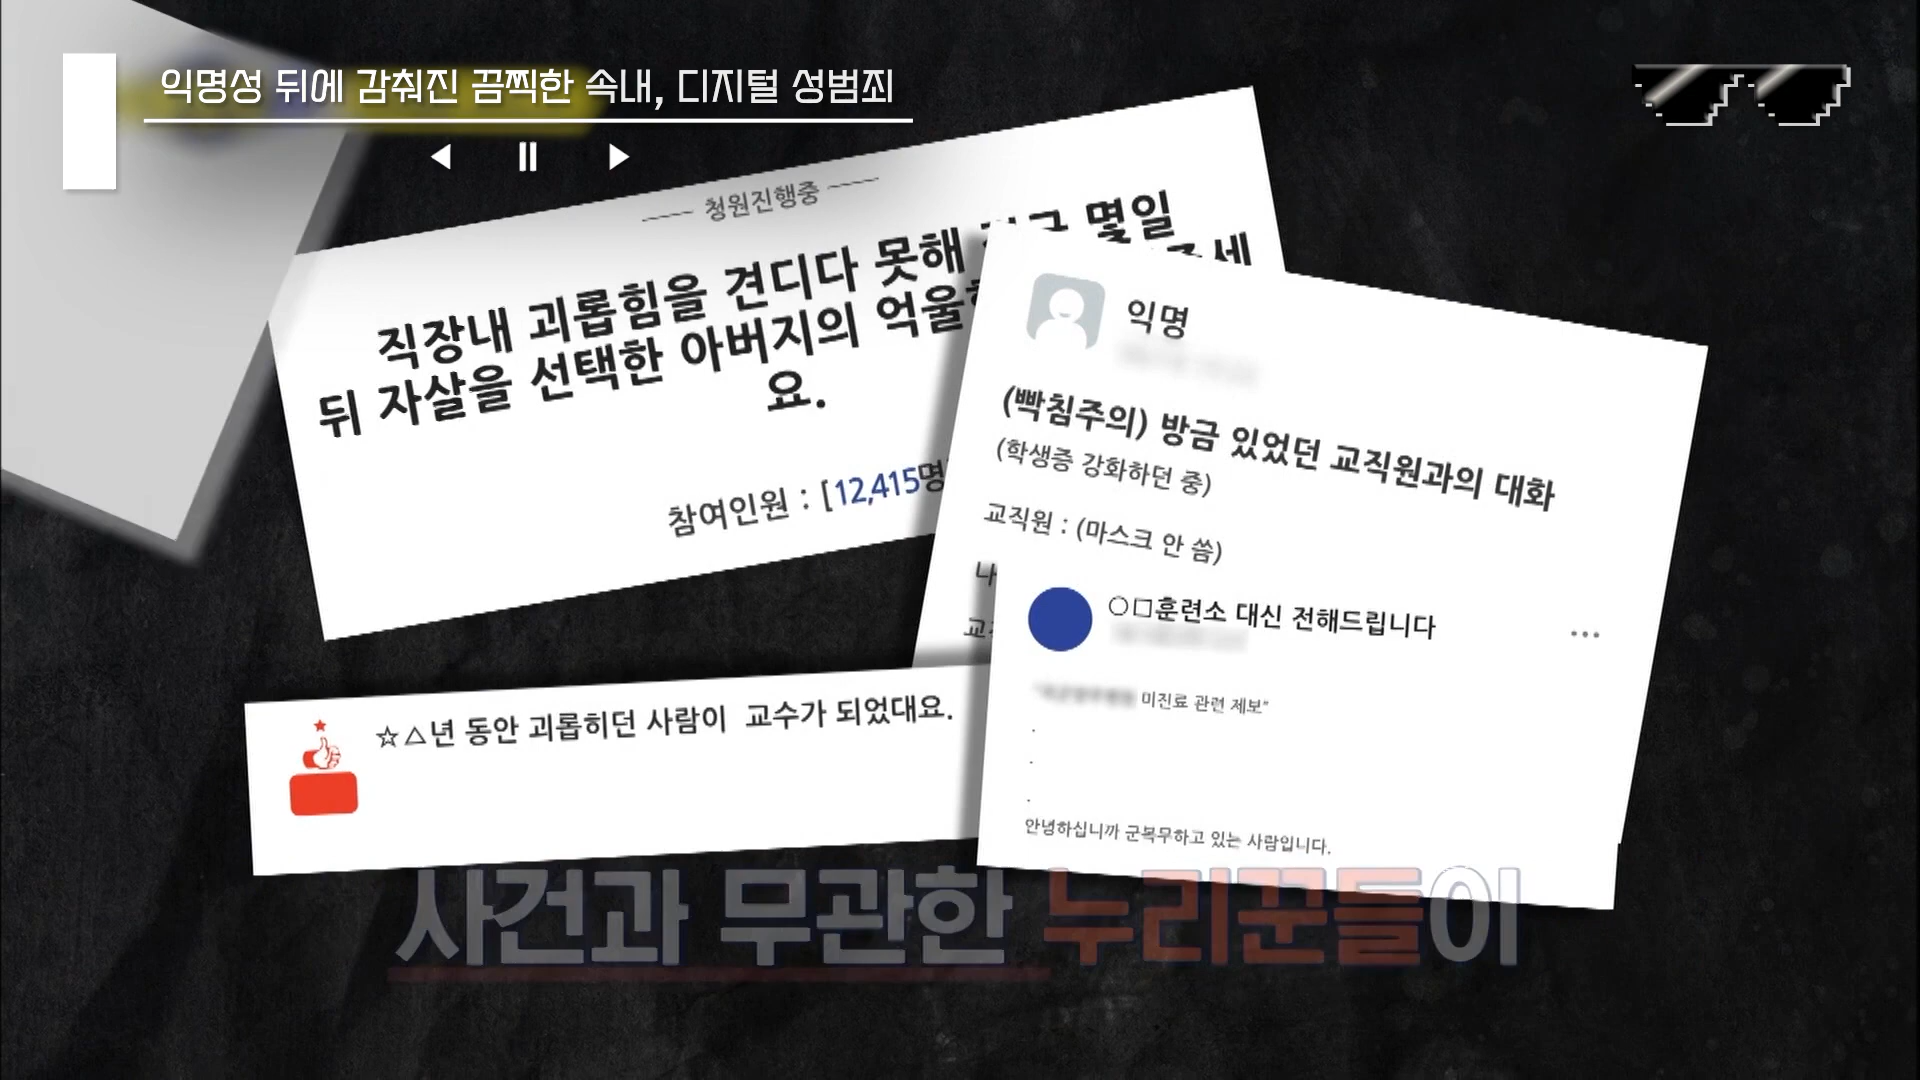 익명성 뒤에 감춰진 끔찍한 속내, 디지털 성범죄
청원진행중
직장내 괴롭힘을 견디다 못해 몇일
뒤 자살을 선택한 아버지의
요.
참여인원 : [12,415명
익명
(빡침주의) 방금 있었던 교직원과의 대화
(학생증 강화하던 중)
교직원 : (마스크 안 씀)
나
○□훈련소 대신 전해드립니다
미진료 관련 제보"
.
.
.
안녕하십니까 군복무하고 있는 사람입니다.
☆△년 동안 괴롭히던 사람이 교수가 되었대요.
사건과 무관한 누리꾼들이